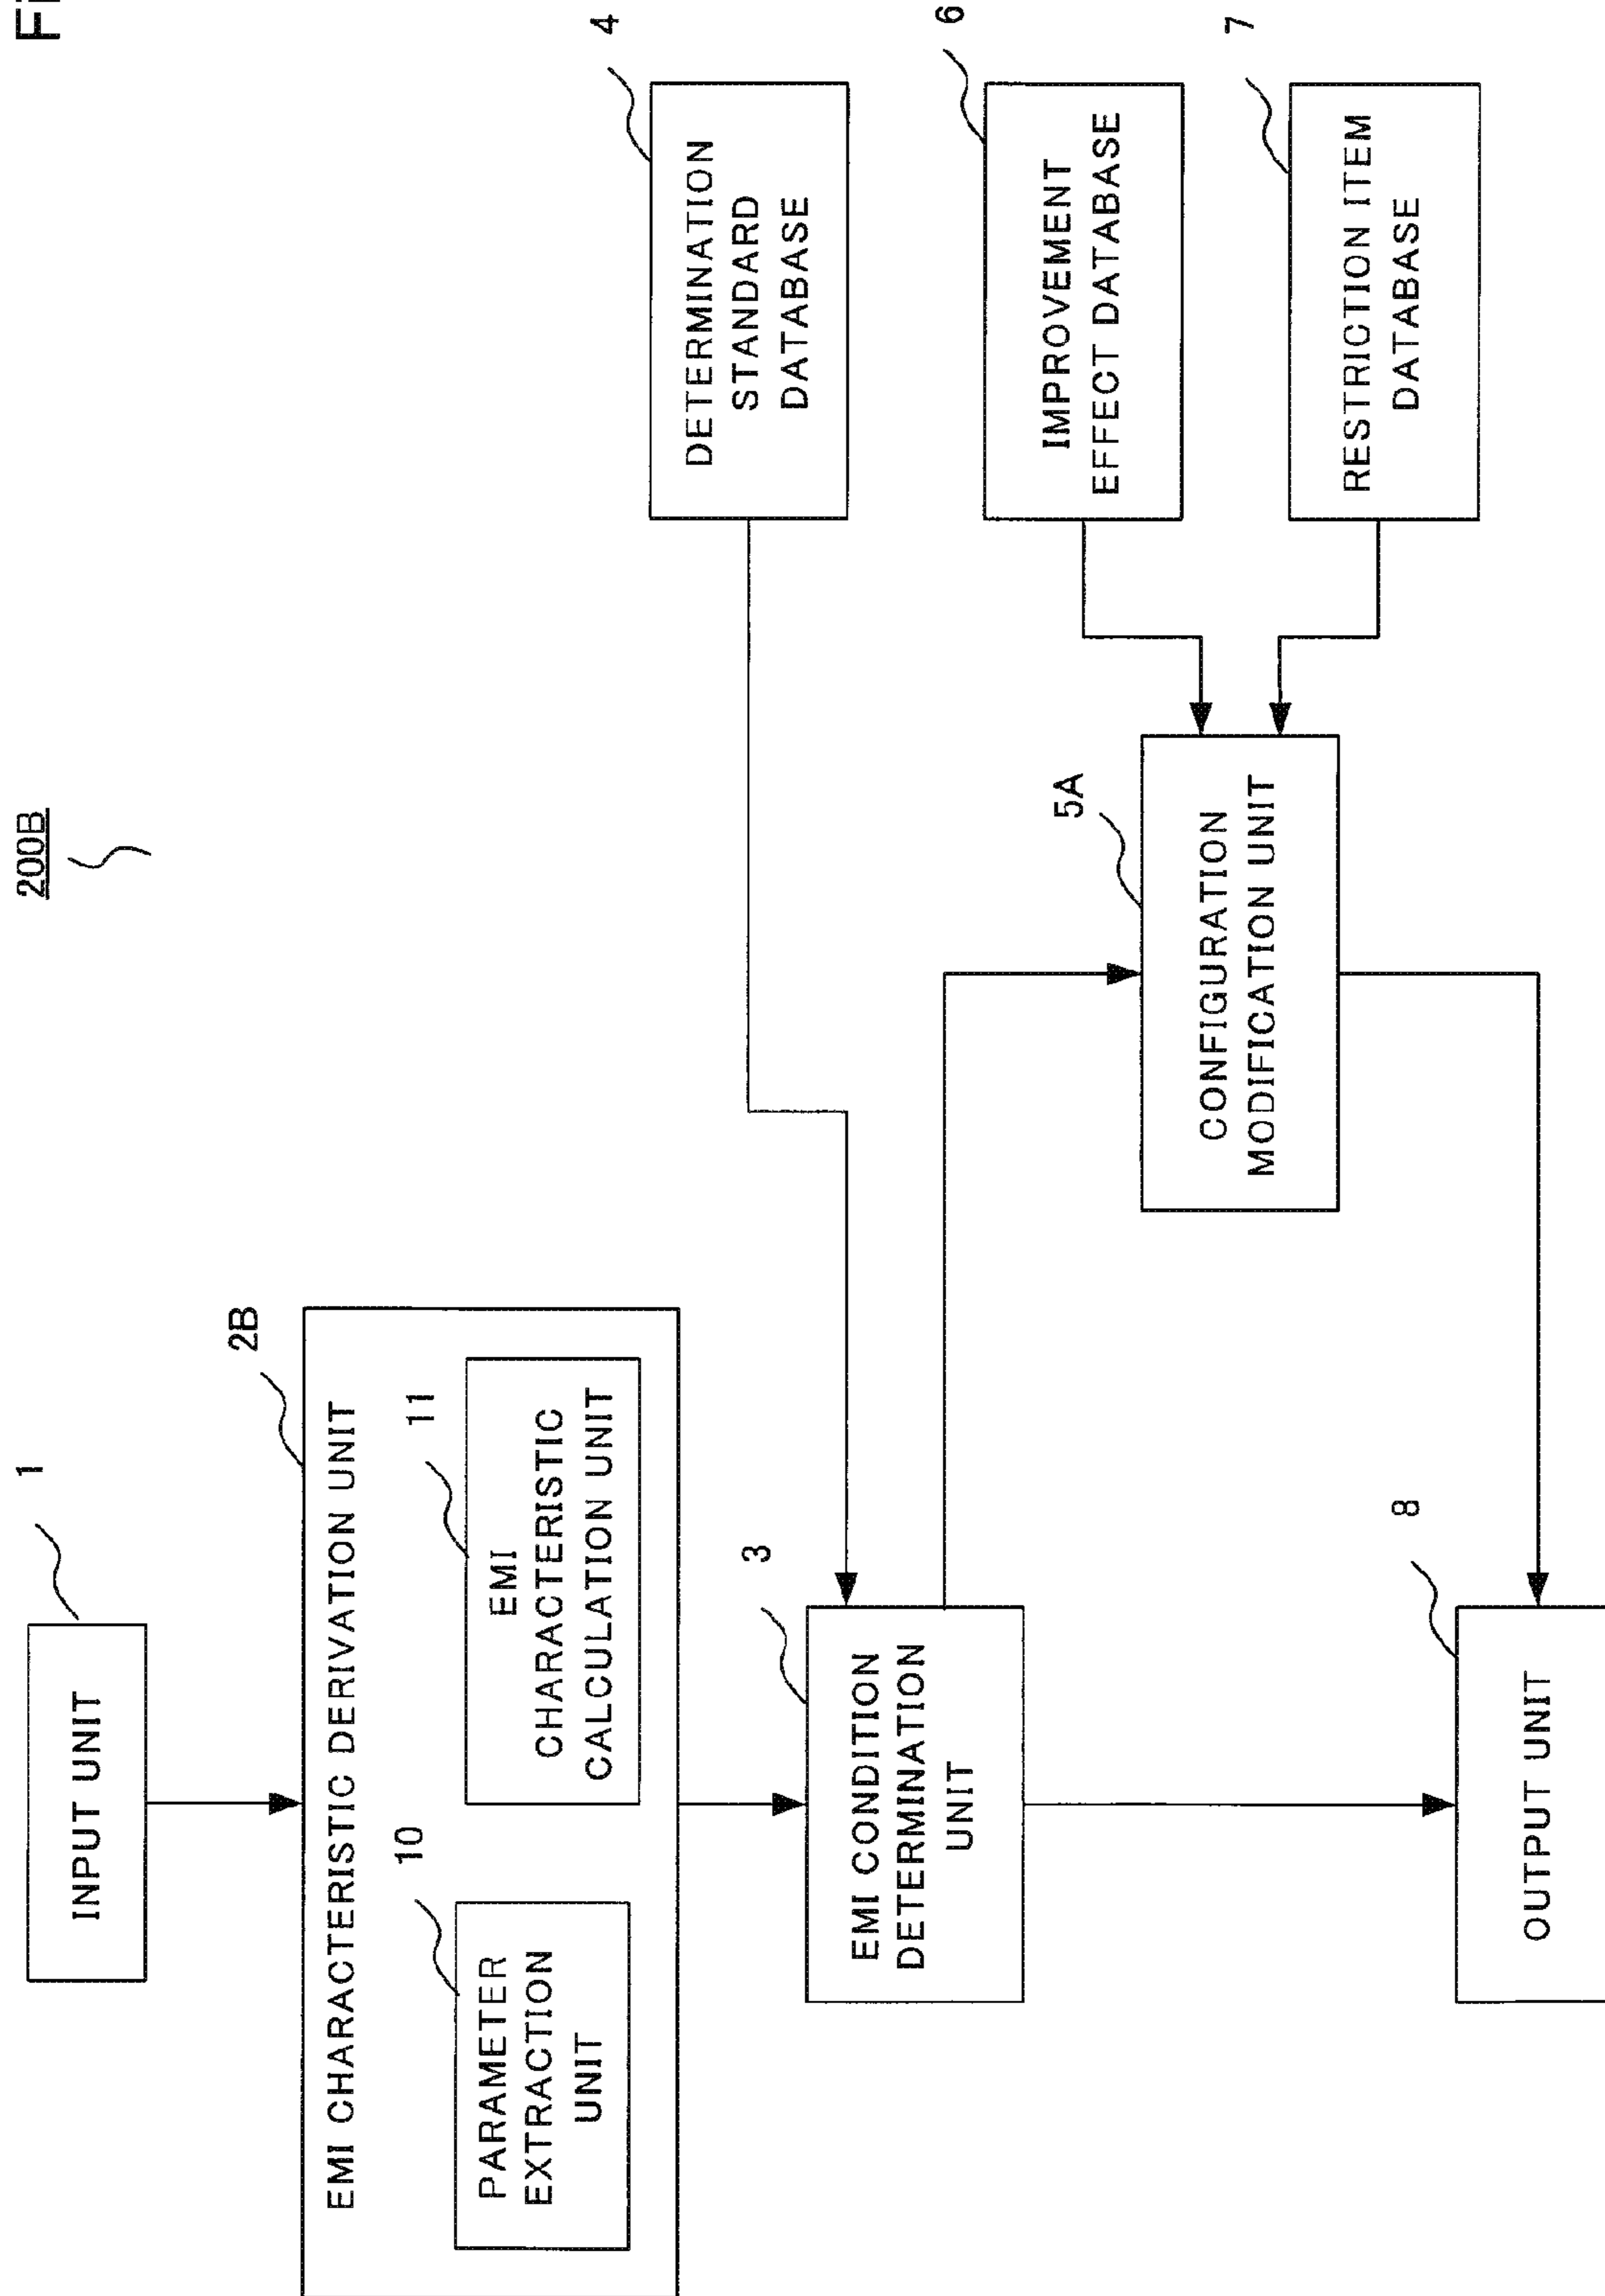 200B
1
INPUT UNIT
2B
EMI CHARACTERISTIC DERIVATION UNIT
10
PARAMETER
EXTRACTION
UNIT
11
EMI
CHARACTERISTIC
CALCULATION UNIT
3
EMI CONDITION
DETERMINATION
UNIT
4
DETERMINATION
STANDARD
DATABASE
5A
CONFIGURATION
MODIFICATION UNIT
6
IMPROVEMENT
EFFECT DATABASE
7
RESTRICTION ITEM
DATABASE
8
OUTPUT UNIT